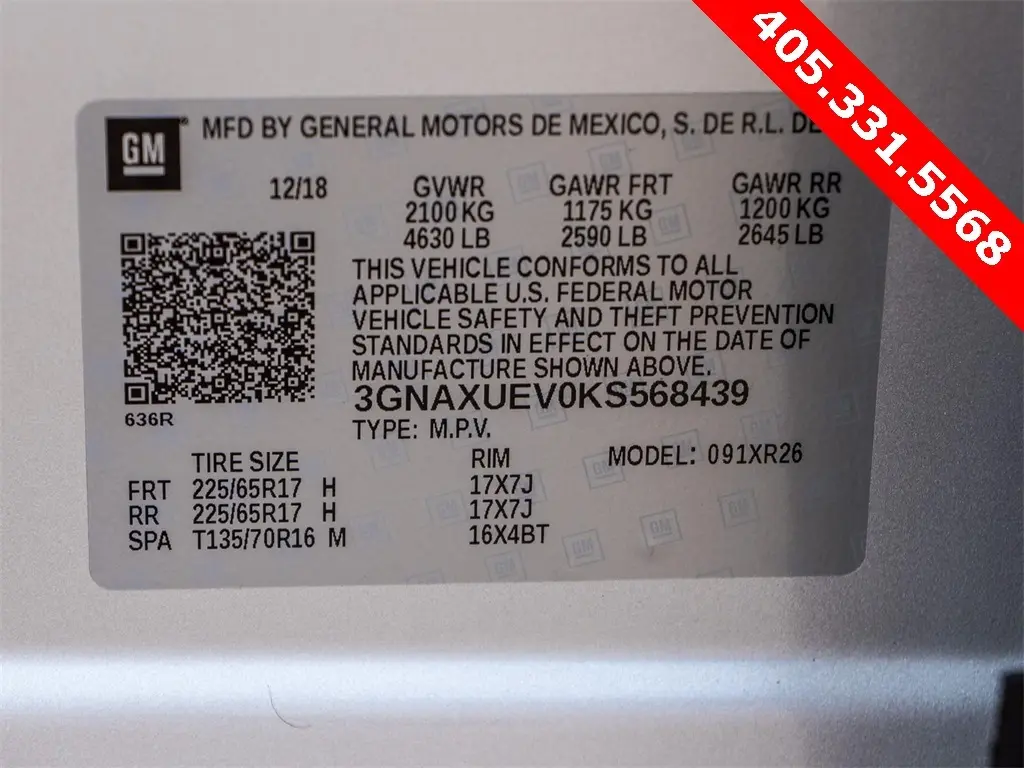 405.331.5568
GM
MFD BY GENERAL MOTORS DE MEXICO, S. DE R.L. DE
12/18 GVWR GAWR FRT GAWR RR
2100 KG 1175 KG 1200 KG
4630 LB 2590 LB 2645 LB
THIS VEHICLE CONFORMS TO ALL
APPLICABLE U.S. FEDERAL MOTOR
VEHICLE SAFETY AND THEFT PREVENTION
STANDARDS IN EFFECT ON THE DATE OF
MANUFACTURE SHOWN ABOVE.
3GNAXUEV0KS568439
636R
TYPE: M.P.V.
TIRE SIZE RIM MODEL: 091XR26
FRT 225/65R17 H 17X7J
RR 225/65R17 H 17X7J
SPA T135/70R16 M 16X4BT